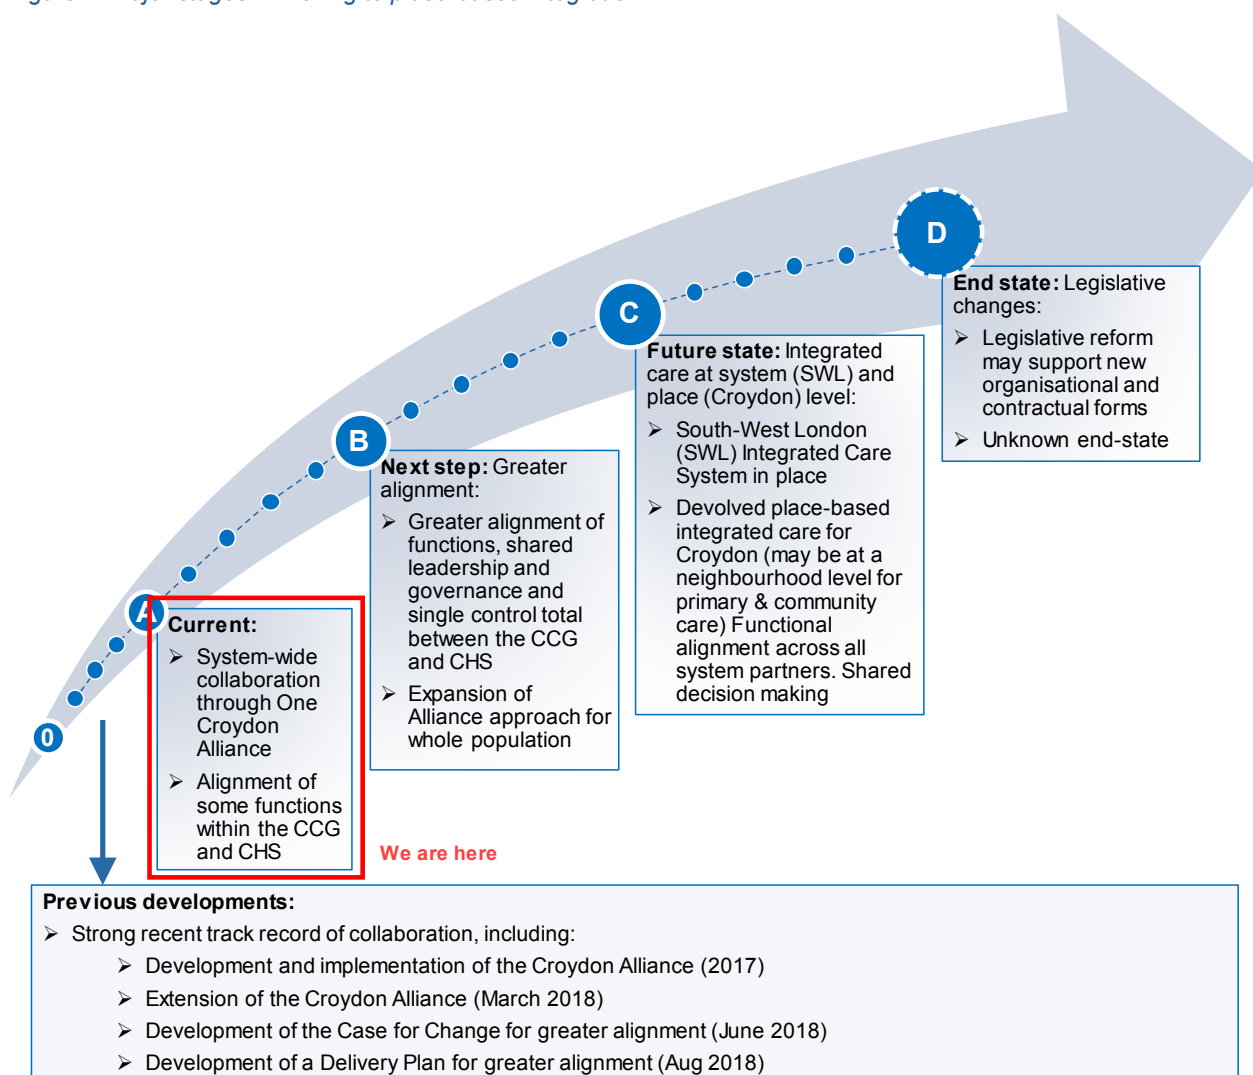 D
C
B
A
0
End state: Legislative
changes:
➢ Legislative reform
may support new
organisational and
contractual forms
➢ Unknown end-state
Future state: Integrated
care at system (SWL) and
place (Croydon) level:
➢ South-West London
(SWL) Integrated Care
System in place
➢ Devolved place-based
integrated care for
Croydon (may be at a
neighbourhood level for
primary & community
care) Functional
alignment across all
system partners. Shared
decision making
Next step: Greater
alignment:
➢ Greater alignment of
functions, shared
leadership and
governance and
single control total
between the CCG
and CHS
➢ Expansion of
Alliance approach for
whole population
Current:
➢ System-wide
collaboration
through One
Croydon
Alliance
➢ Alignment of
some functions
within the CCG
and CHS
We are here
Previous developments:
➢ Strong recent track record of collaboration, including:
➢ Development and implementation of the Croydon Alliance (2017)
➢ Extension of the Croydon Alliance (March 2018)
➢ Development of the Case for Change for greater alignment (June 2018)
➢ Development of a Delivery Plan for greater alignment (Aug 2018)